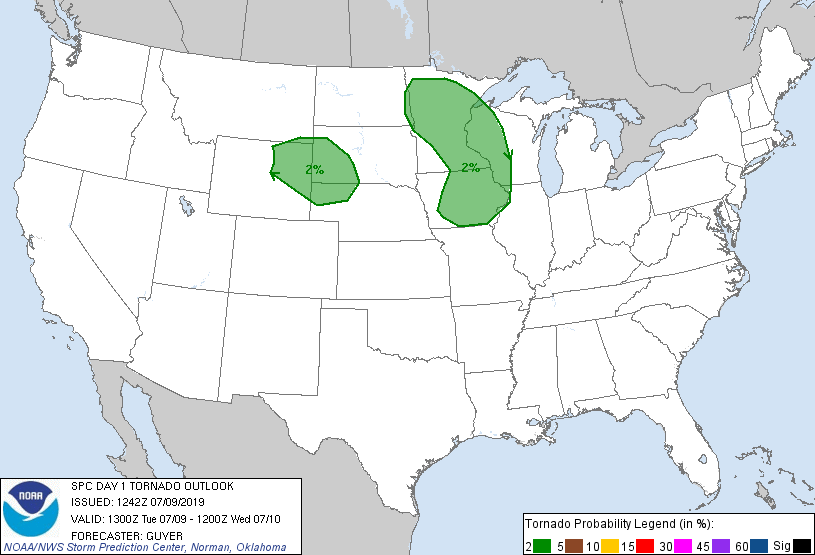 2%
2%
NOAA
SPC DAY 1 TORNADO OUTLOOK
ISSUED: 1242Z 07/09/2019
VALID: 1300Z Tue 07/09 - 1200Z Wed 07/10
FORECASTER: GUYER
NOAA/NWS Storm Prediction Center, Norman, Oklahoma
Tornado Probability Legend (in %):
2 5 10 15 30 45 60 Sig